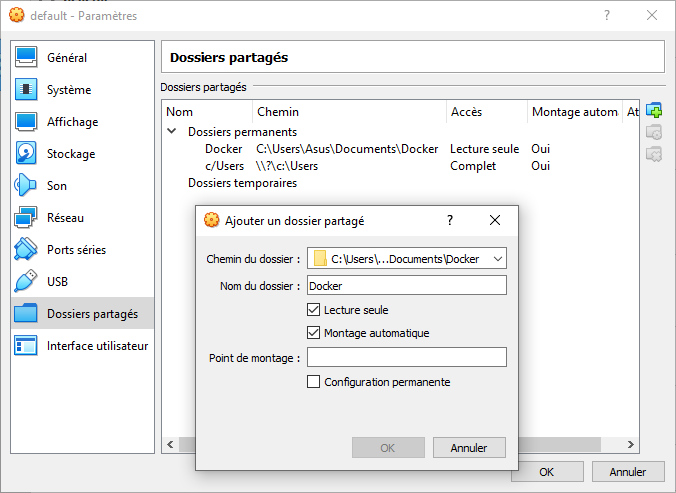 default - Paramètres
?
Général
Système
Affichage
Stockage
Son
Réseau
Ports séries
USB
Dossiers partagés
Interface utilisateur
Dossiers partagés
Dossiers partagés
Nom Chemin Accès Montage autom At
Dossiers permanents
Docker C:\Users\Asus\Documents\Docker Lecture seule Oui
c/Users \\?\c:\Users Complet Oui
Dossiers temporaires
Ajouter un dossier partagé ?
Chemin du dossier : C:\Users\...Documents\Docker
Nom du dossier : Docker
Lecture seule
Montage automatique
Point de montage :
Configuration permanente
OK Annuler
OK Annuler